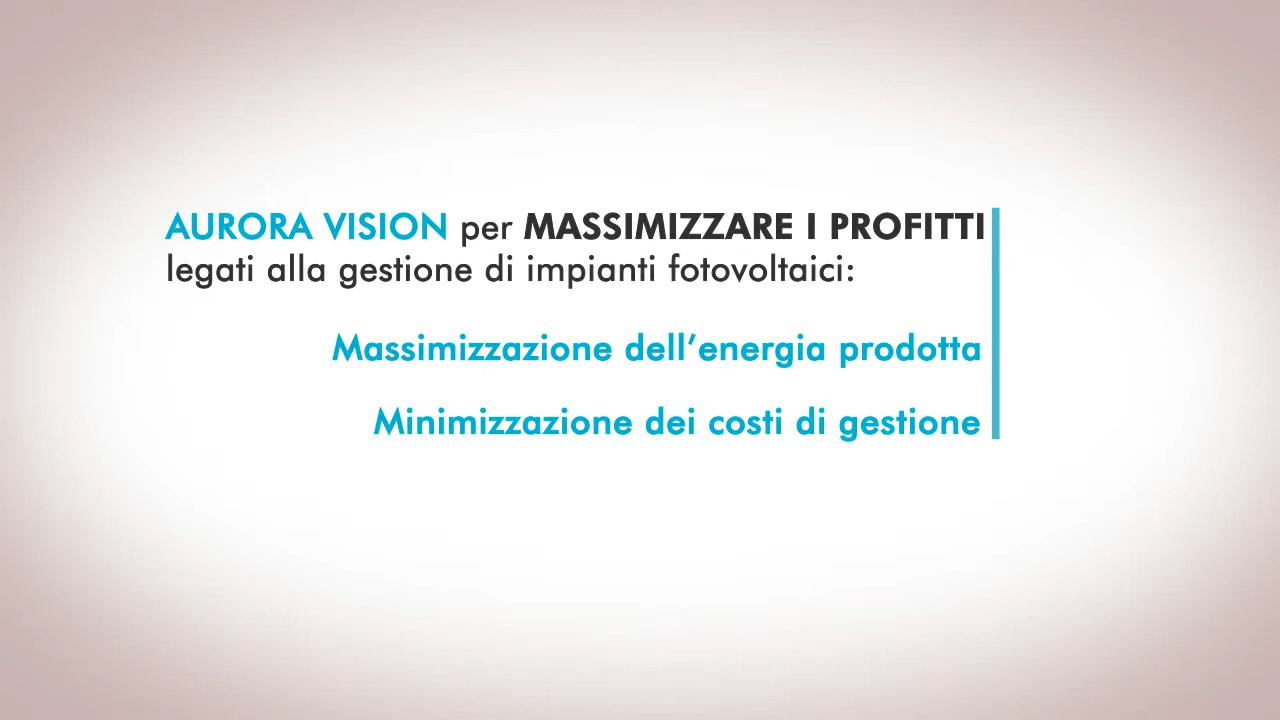 AURORA VISION per MASSIMIZZARE I PROFITTI
legati alla gestione di impianti fotovoltaici:
Massimizzazione dell’energia prodotta
Minimizzazione dei costi di gestione